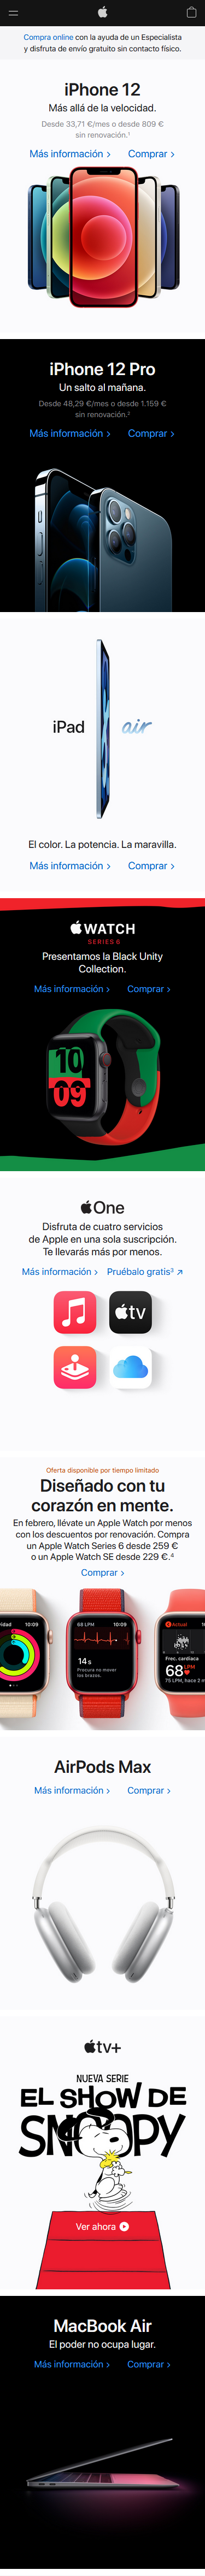 Compra online con la ayuda de un Especialista
y disfruta de envío gratuito sin contacto físico.
iPhone 12
Más allá de la velocidad.
Desde 33,71 €/mes o desde 809 €
sin renovación.¹
Más información > Comprar >
iPhone 12 Pro
Un salto al mañana.
Desde 48,29 €/mes o desde 1.159 €
sin renovación.²
Más información > Comprar >
iPad air
El color. La potencia. La maravilla.
Más información > Comprar >
WATCH
SERIES 6
Presentamos la Black Unity
Collection.
Más información > Comprar >
10
09
One
Disfruta de cuatro servicios
de Apple en una sola suscripción.
Te llevarás más por menos.
Más información > Pruébalo gratis³ ↗
tv
Oferta disponible por tiempo limitado
Diseñado con tu
corazón en mente.
En febrero, llévate un Apple Watch por menos
con los descuentos por renovación. Compra
un Apple Watch Series 6 desde 259 €
o un Apple Watch SE desde 229 €.⁴
Comprar >
vidad 10:09
68 LPM 10:09
14 s
Procura no mover
los brazos.
Actual 10:09
Frec. cardiaca
68 LPM
75 LPM, hace 2 m
AirPods Max
Más información > Comprar >
tv+
NUEVA SERIE
EL SHOW DE
SNOOPY
Ver ahora
MacBook Air
El poder no ocupa lugar.
Más información > Comprar >